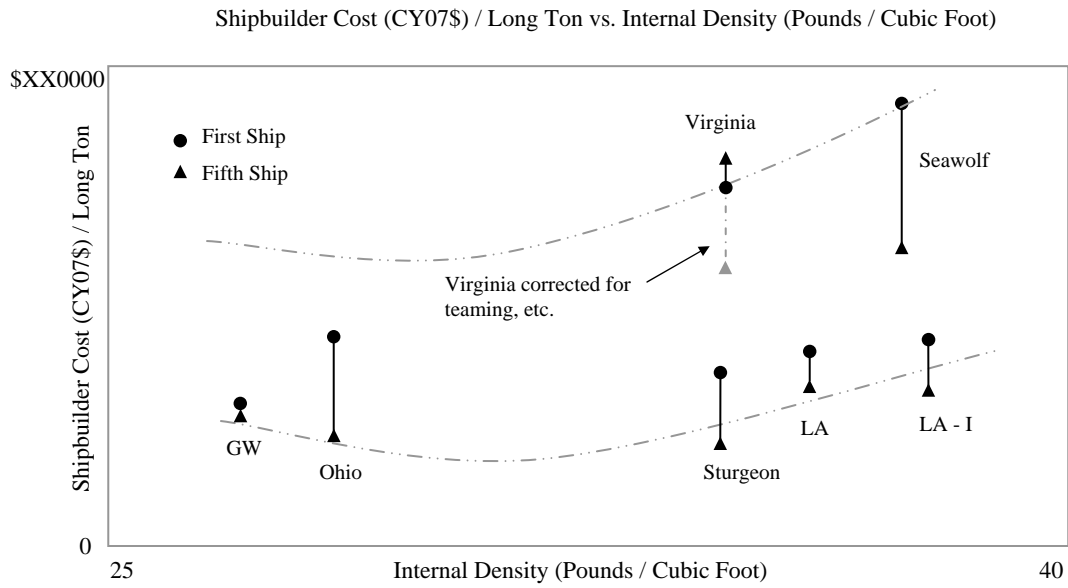 Shipbuilder Cost (CY07$) / Long Ton vs. Internal Density (Pounds / Cubic Foot)
$XX0000
Shipbuilder Cost (CY07$) / Long Ton
First Ship
Fifth Ship
Virginia
Seawolf
Virginia corrected for
teaming, etc.
GW
Ohio
Sturgeon
LA
LA - I
0
25
Internal Density (Pounds / Cubic Foot)
40